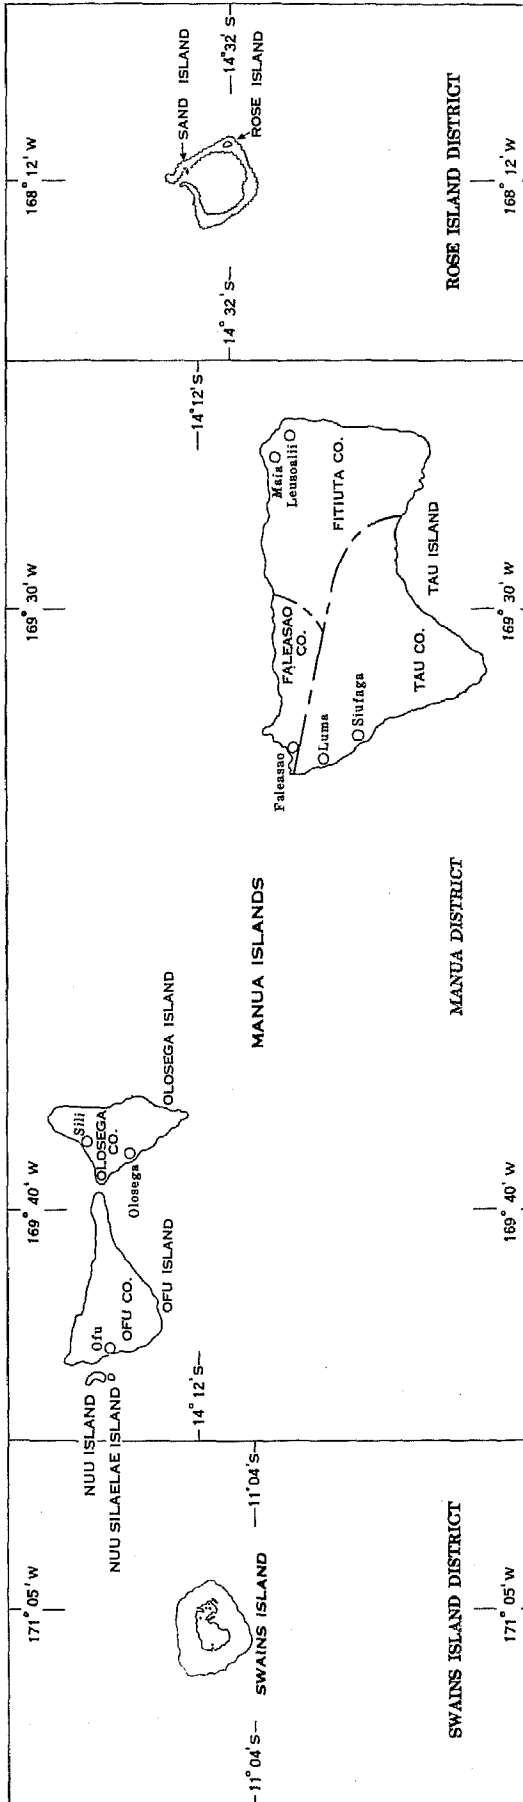 171° 05' W
SWAINS ISLAND
—11° 04' S—
—11° 04' S—
SWAINS ISLAND DISTRICT
171° 05' W
169° 40' W
169° 30' W
NUU ISLAND
NUU SILAELAE ISLAND
Ofu
OFU CO.
OFU ISLAND
Sili
OLOSEGA
CO.
Olosega
OLOSEGA ISLAND
—14° 12' S—
—14° 12' S—
MANUA ISLANDS
Faleasao
FALEASAO
CO.
Luma
Siufaga
Maia
Leusoalii
FITIUTA CO.
TAU CO.
TAU ISLAND
MANUA DISTRICT
169° 40' W
169° 30' W
168° 12' W
SAND ISLAND
—14° 32' S—
—14° 32' S—
ROSE ISLAND
ROSE ISLAND DISTRICT
168° 12' W